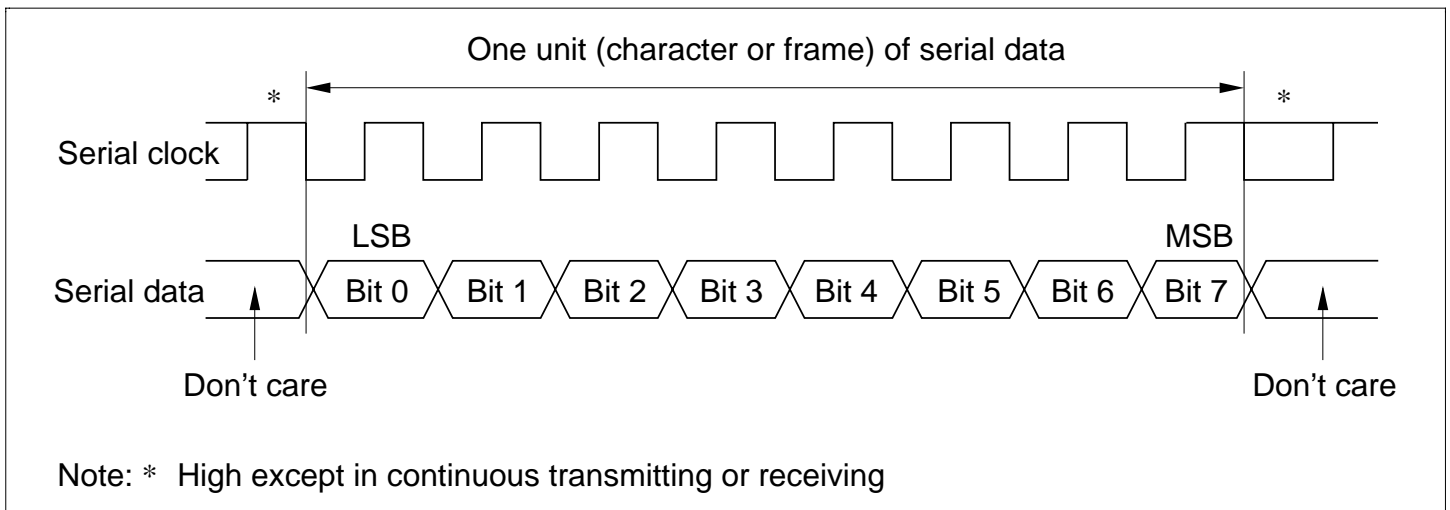 One unit (character or frame) of serial data
* *
Serial clock
LSB MSB
Serial data Bit 0 Bit 1 Bit 2 Bit 3 Bit 4 Bit 5 Bit 6 Bit 7
Don’t care Don’t care
Note: * High except in continuous transmitting or receiving